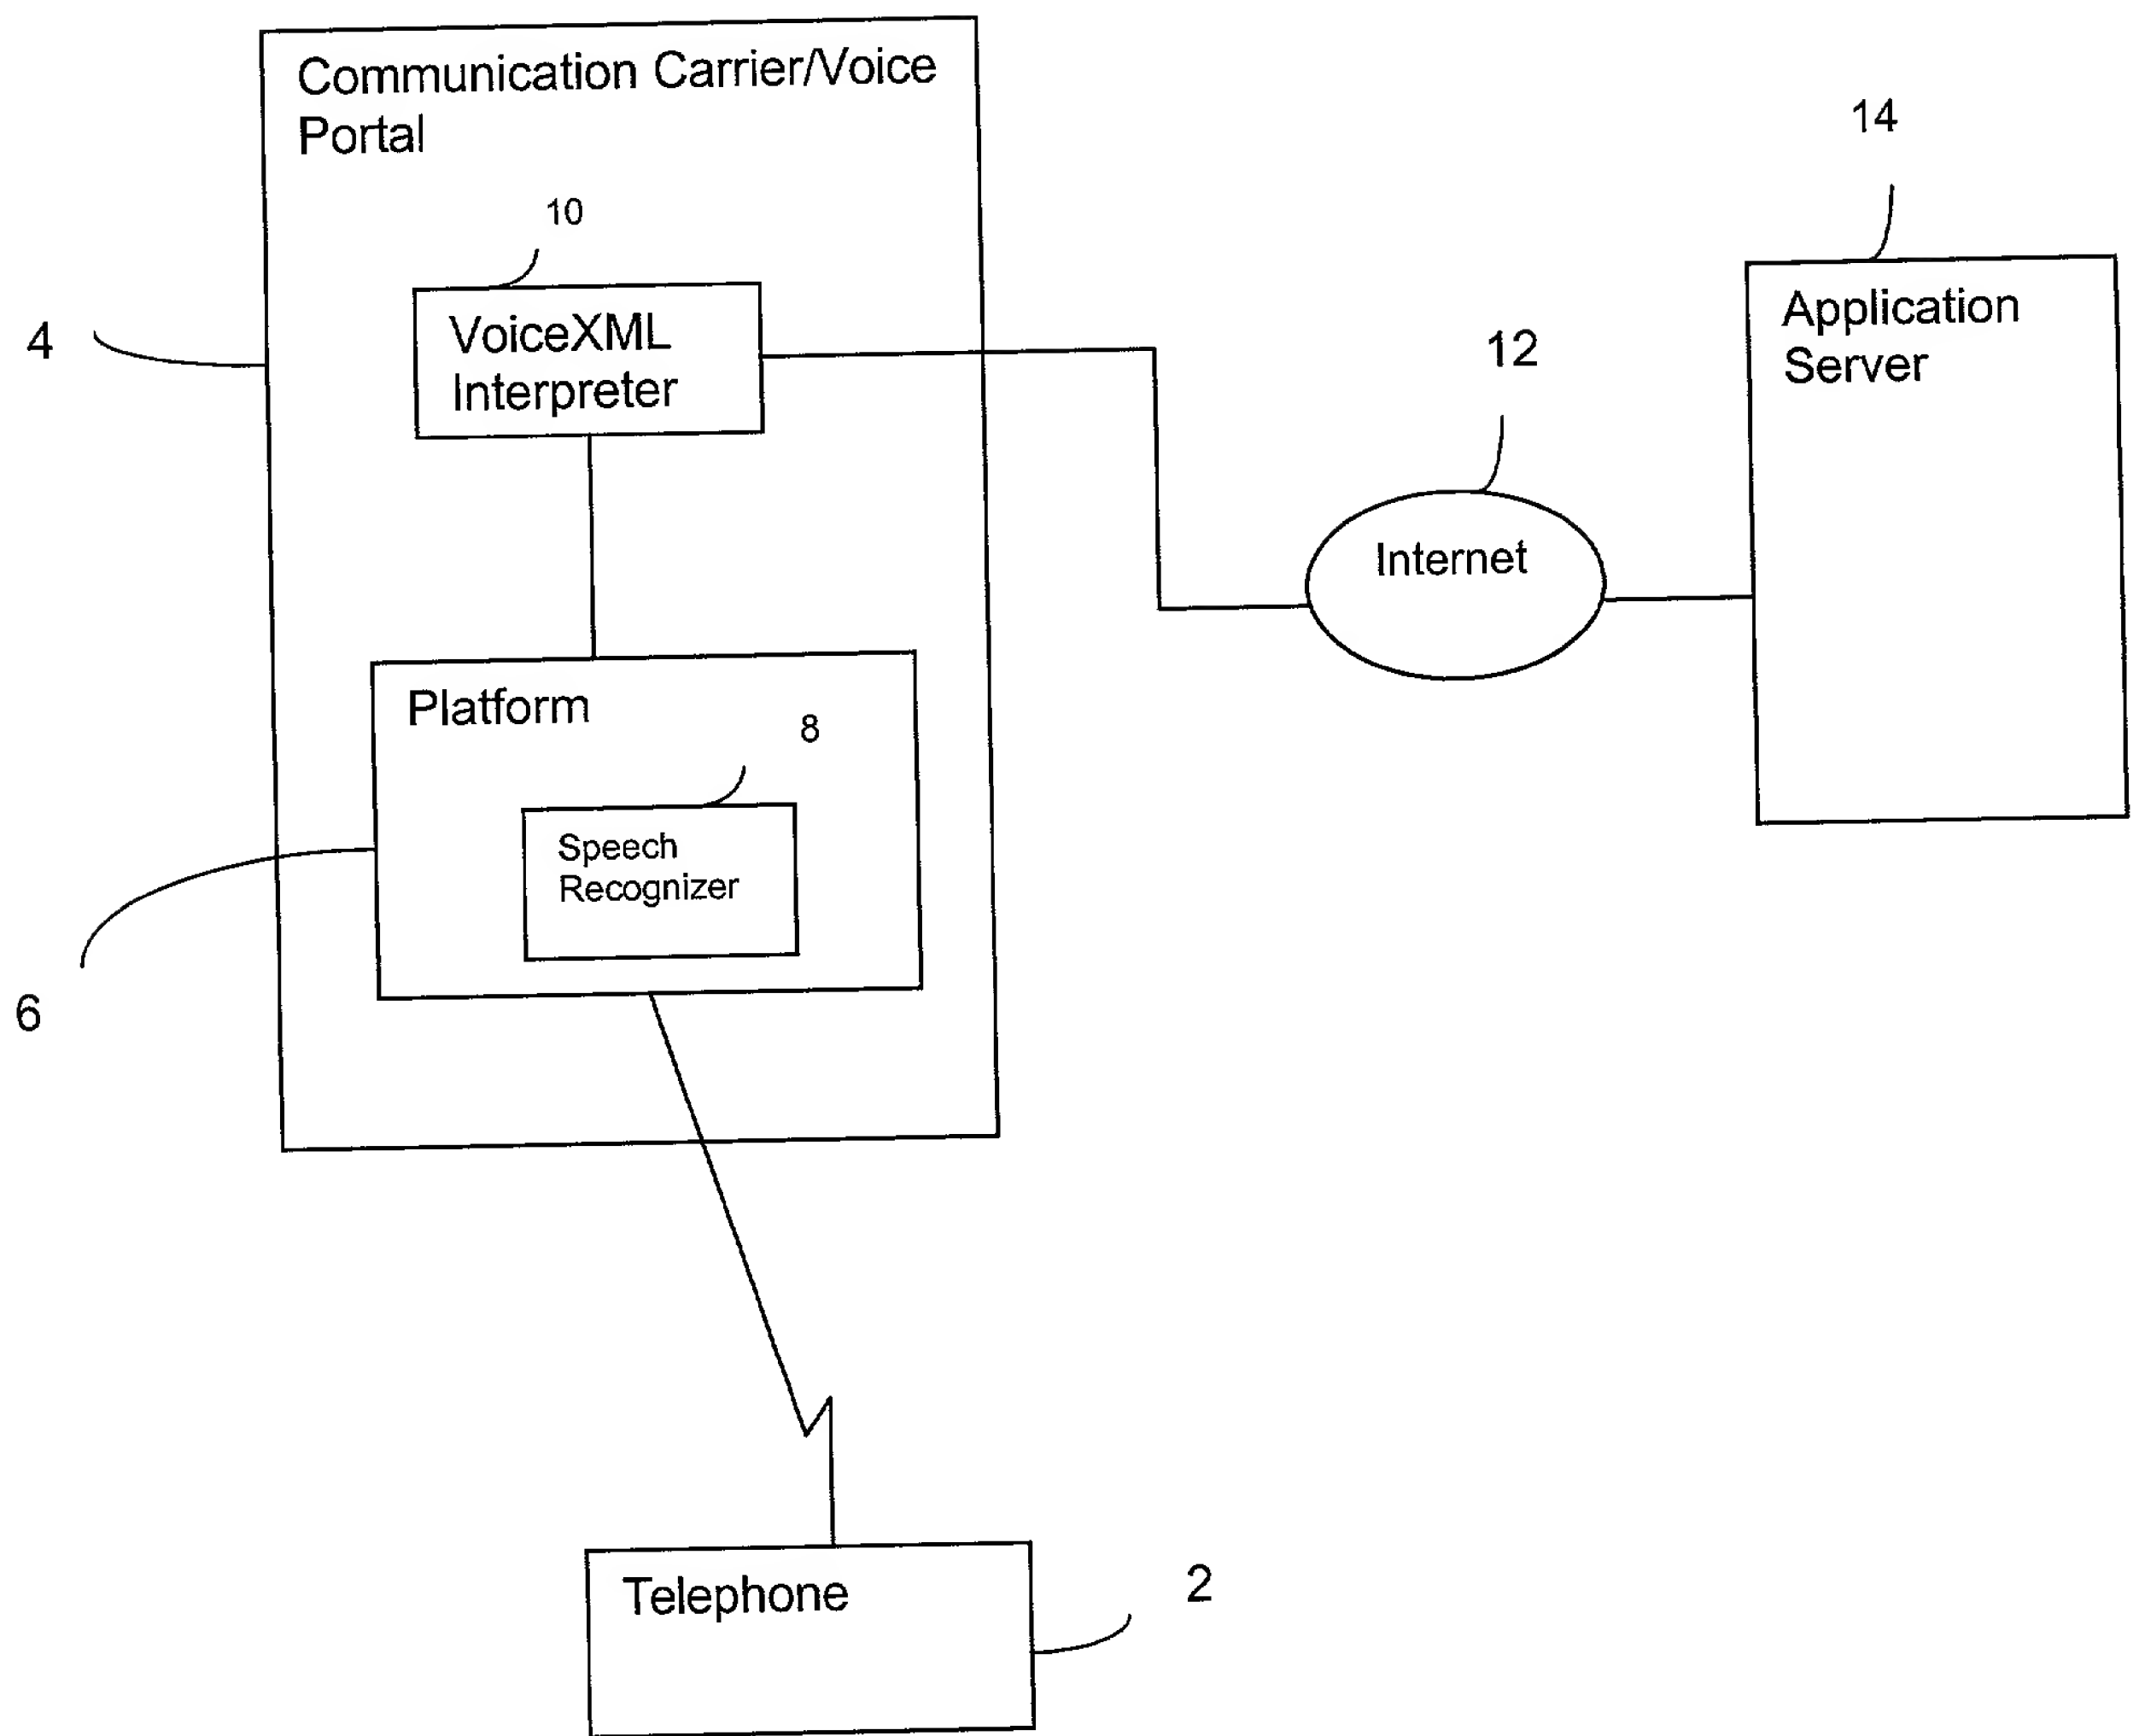 Communication Carrier/Voice
Portal
14
10
VoiceXML
Interpreter
4
12
Application
Server
Internet
Platform
8
Speech
Recognizer
6
Telephone
2